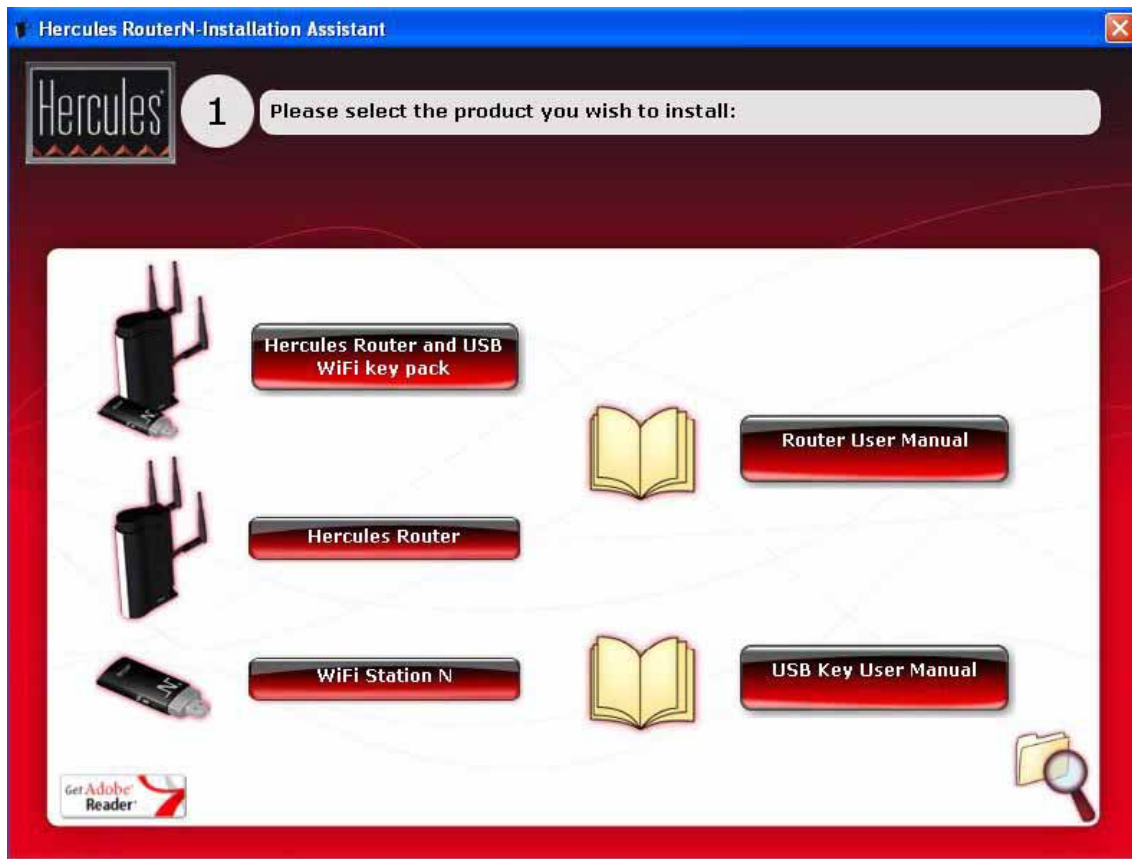 Hercules RouterN-Installation Assistant
Hercules
1
Please select the product you wish to install:
Hercules Router and USB
WiFi key pack
Router User Manual
Hercules Router
WiFi Station N
USB Key User Manual
Get Adobe
Reader